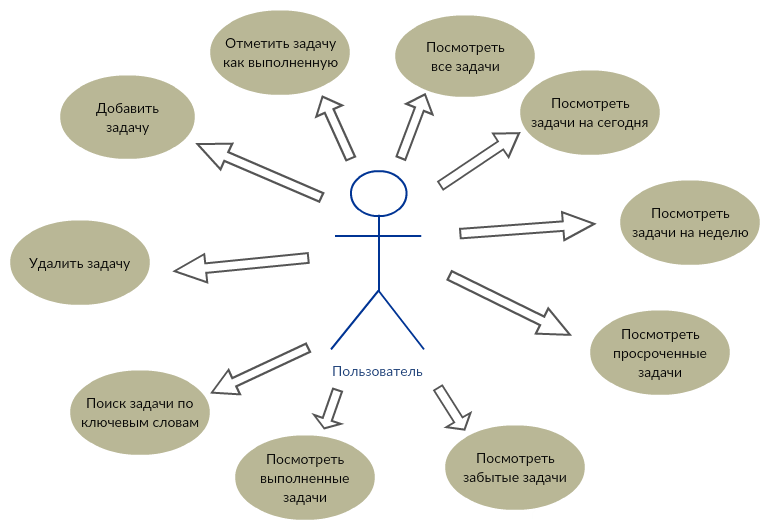 Отметить задачу
как выполненную
Посмотреть
все задачи
Добавить
задачу
Посмотреть
задачи на сегодня
Посмотреть
задачи на неделю
Удалить задачу
Посмотреть
просроченные
задачи
Пользователь
Поиск задачи по
ключевым словам
Посмотреть
выполненные
задачи
Посмотреть
забытые задачи